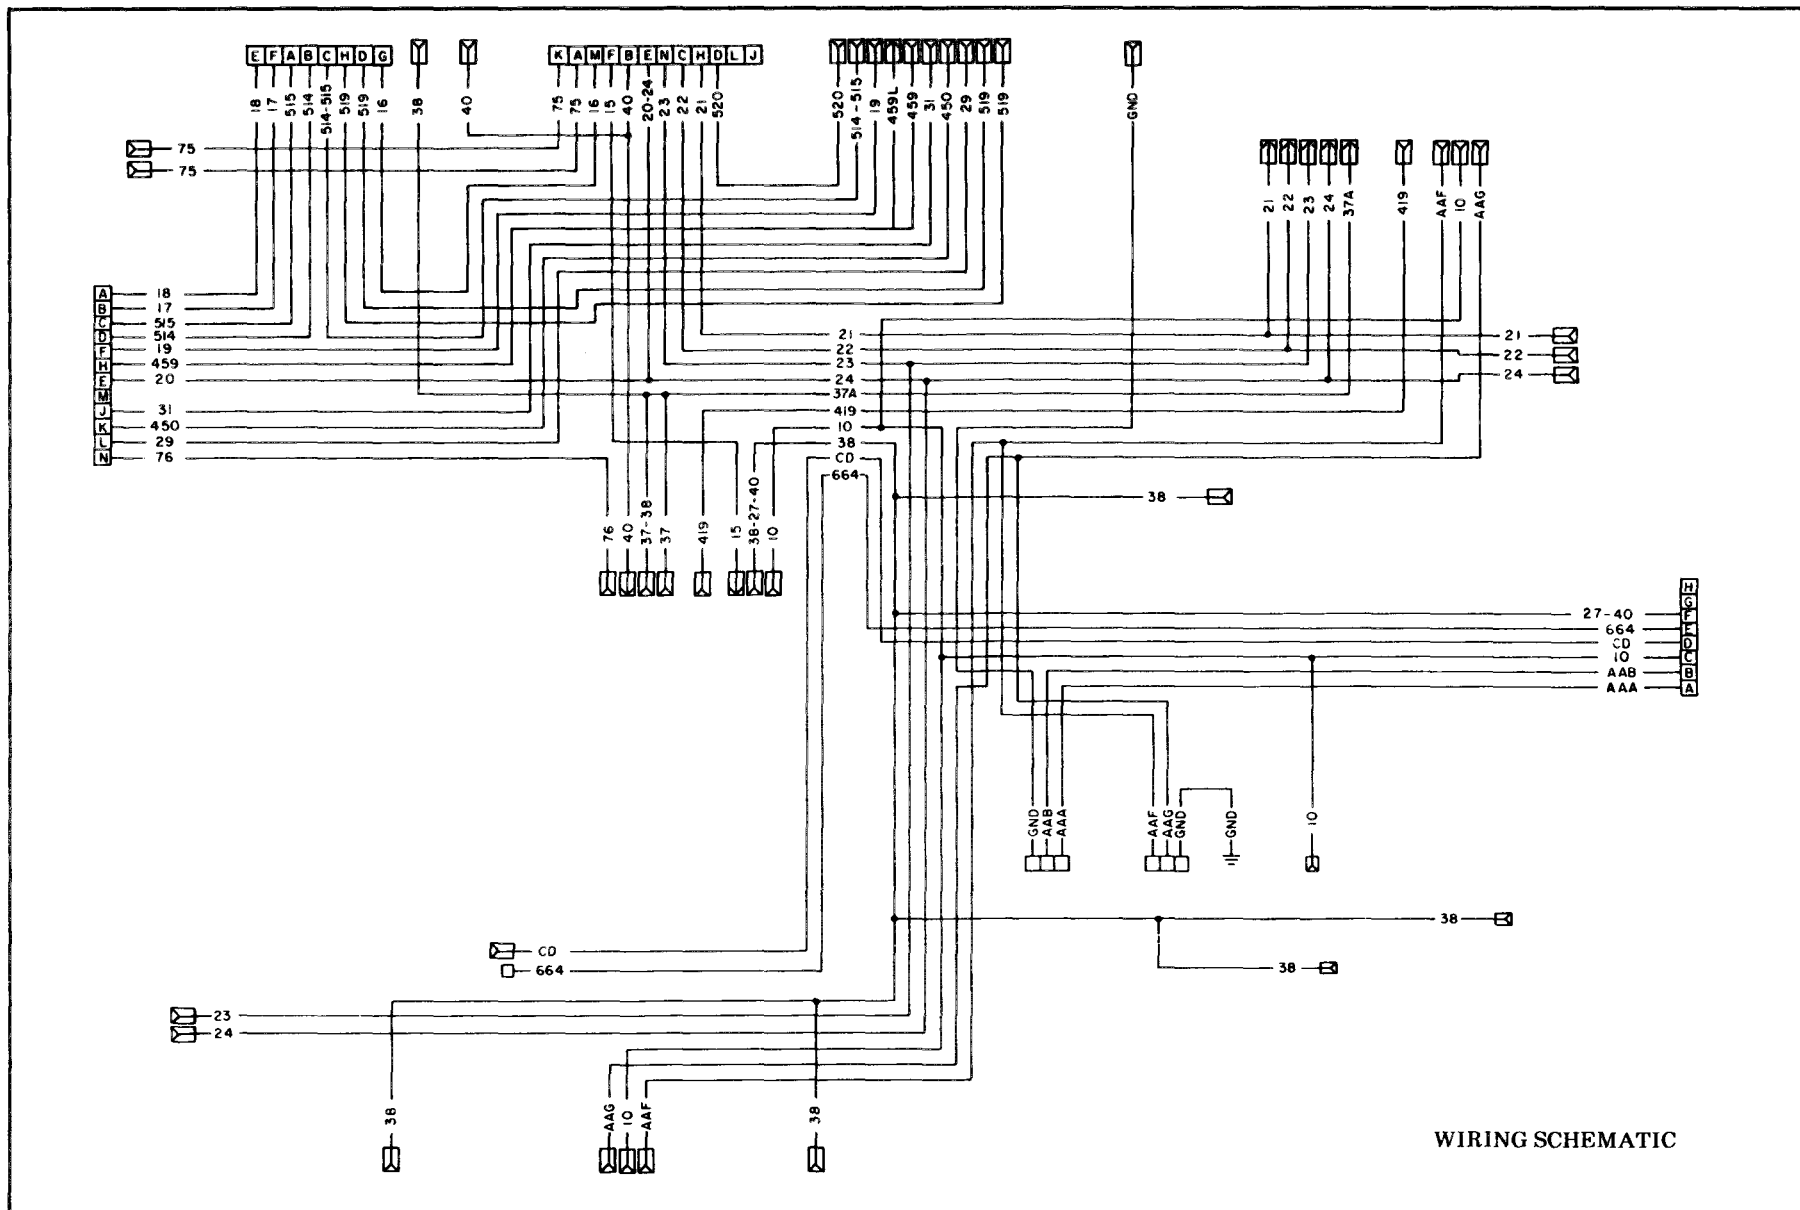 E F A B C H D G
K A M F B E N C H D L J
18 17 515 514 514-515 519 519 16
38
40
75 75 16 15 40 20-24 23 22 21 520
520 514-515 19 459L 459 31 450 29 519 519
GND
75
75
21 22 23 24 37A
419
AAF 10 AAG
A 18
B 17
C 515
D 514
F 19
H 459
E 20
M
J 31
K 450
L 29
N 76
21
22
23
24
37A
419
10
38
CD
664
21
22
24
38
76 40 37-38 37 419 15 38-27-40 10
H
G
27-40 F
664 E
CD D
10 C
AAB B
AAA A
GND AAB AAA
AAF AAG GND
GND
10
38
38
CD
664
23
24
38
AAG 10 AAF
38
WIRING SCHEMATIC